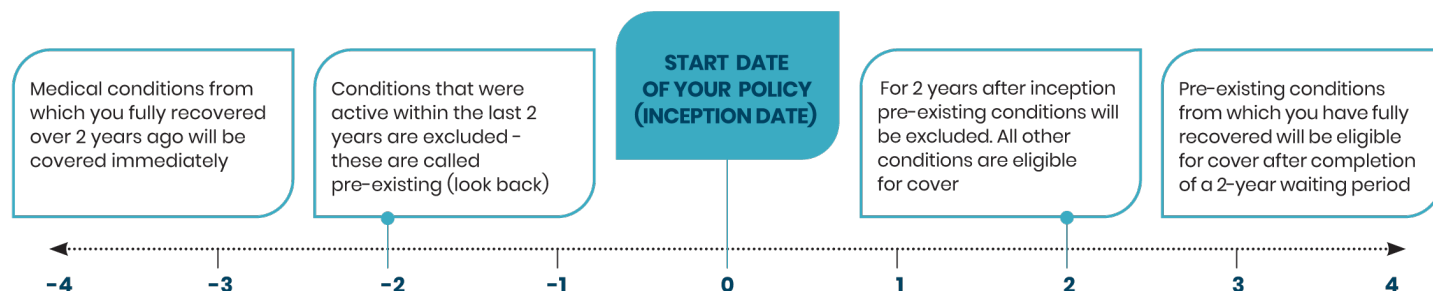 Medical conditions from
which you fully recovered
over 2 years ago will be
covered immediately
Conditions that were
active within the last 2
years are excluded -
these are called
pre-existing (look back)
START DATE
OF YOUR POLICY
(INCEPTION DATE)
For 2 years after inception
pre-existing conditions will
be excluded. All other
conditions are eligible
for cover
Pre-existing conditions
from which you have fully
recovered will be eligible
for cover after completion
of a 2-year waiting period
-4 -3 -2 -1 0 1 2 3 4